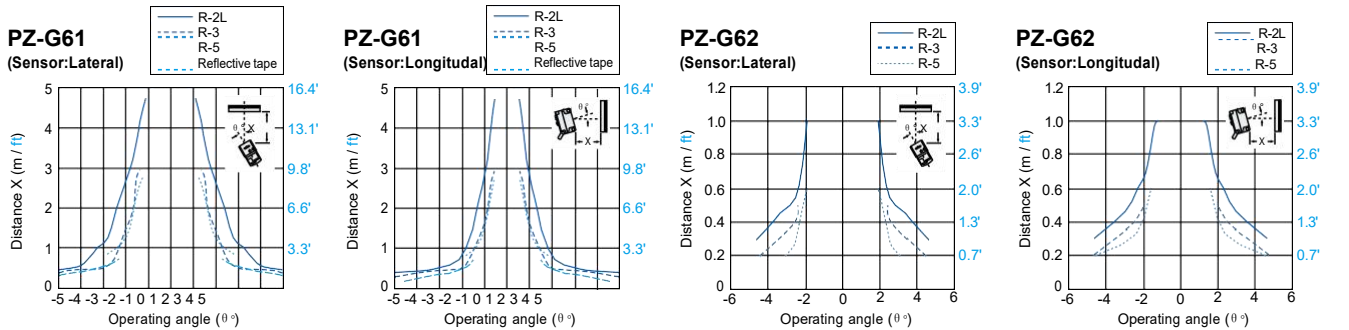 PZ-G61
(Sensor:Lateral)
R-2L
R-3
R-5
Reflective tape
5
4
3
2
1
0
16.4'
13.1'
9.8'
6.6'
3.3'
θ°
X
Distance X (m / ft)
-5 -4 -3 -2 -1 0 1 2 3 4 5
Operating angle (θ°)
PZ-G61
(Sensor:Longitudal)
R-2L
R-3
R-5
Reflective tape
5
4
3
2
1
0
16.4'
13.1'
9.8'
6.6'
3.3'
θ°
X
Distance X (m / ft)
-5 -4 -3 -2 -1 0 1 2 3 4 5
Operating angle (θ°)
PZ-G62
(Sensor:Lateral)
R-2L
R-3
R-5
1.2
1.0
0.8
0.6
0.4
0.2
0
3.9'
3.3'
2.6'
2.0'
1.3'
0.7'
θ°
X
Distance X (m / ft)
-6 -4 -2 0 2 4 6
Operating angle (θ°)
PZ-G62
(Sensor:Longitudal)
R-2L
R-3
R-5
1.2
1.0
0.8
0.6
0.4
0.2
0
3.9'
3.3'
2.6'
2.0'
1.3'
0.7'
θ°
X
Distance X (m / ft)
-6 -4 -2 0 2 4 6
Operating angle (θ°)